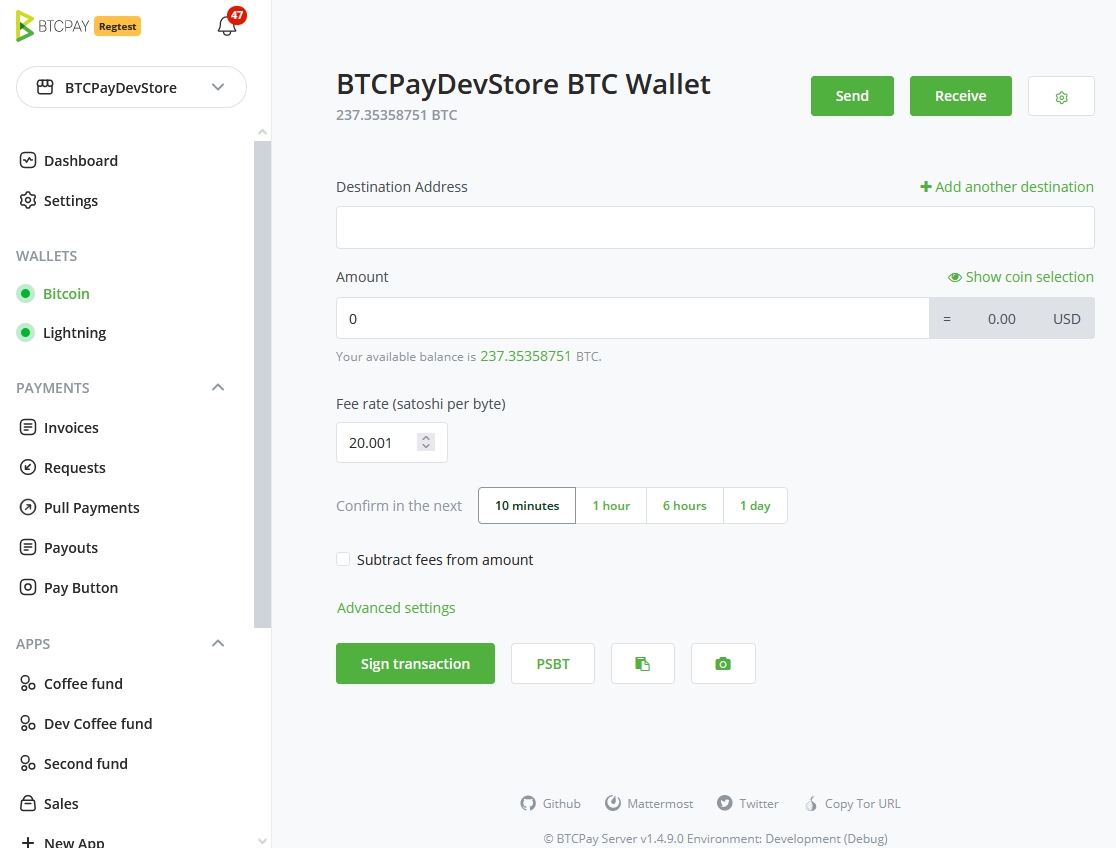 BTCPAY Regtest
47
BTCPayDevStore
Dashboard
Settings
WALLETS
Bitcoin
Lightning
PAYMENTS
Invoices
Requests
Pull Payments
Payouts
Pay Button
APPS
Coffee fund
Dev Coffee fund
Second fund
Sales
New App
BTCPayDevStore BTC Wallet
237.35358751 BTC
Send
Receive
Destination Address
Add another destination
Amount
Show coin selection
0
= 0.00 USD
Your available balance is 237.35358751 BTC.
Fee rate (satoshi per byte)
20.001
Confirm in the next 10 minutes 1 hour 6 hours 1 day
Subtract fees from amount
Advanced settings
Sign transaction PSBT
Github Mattermost Twitter Copy Tor URL
© BTCPay Server v1.4.9.0 Environment: Development (Debug)